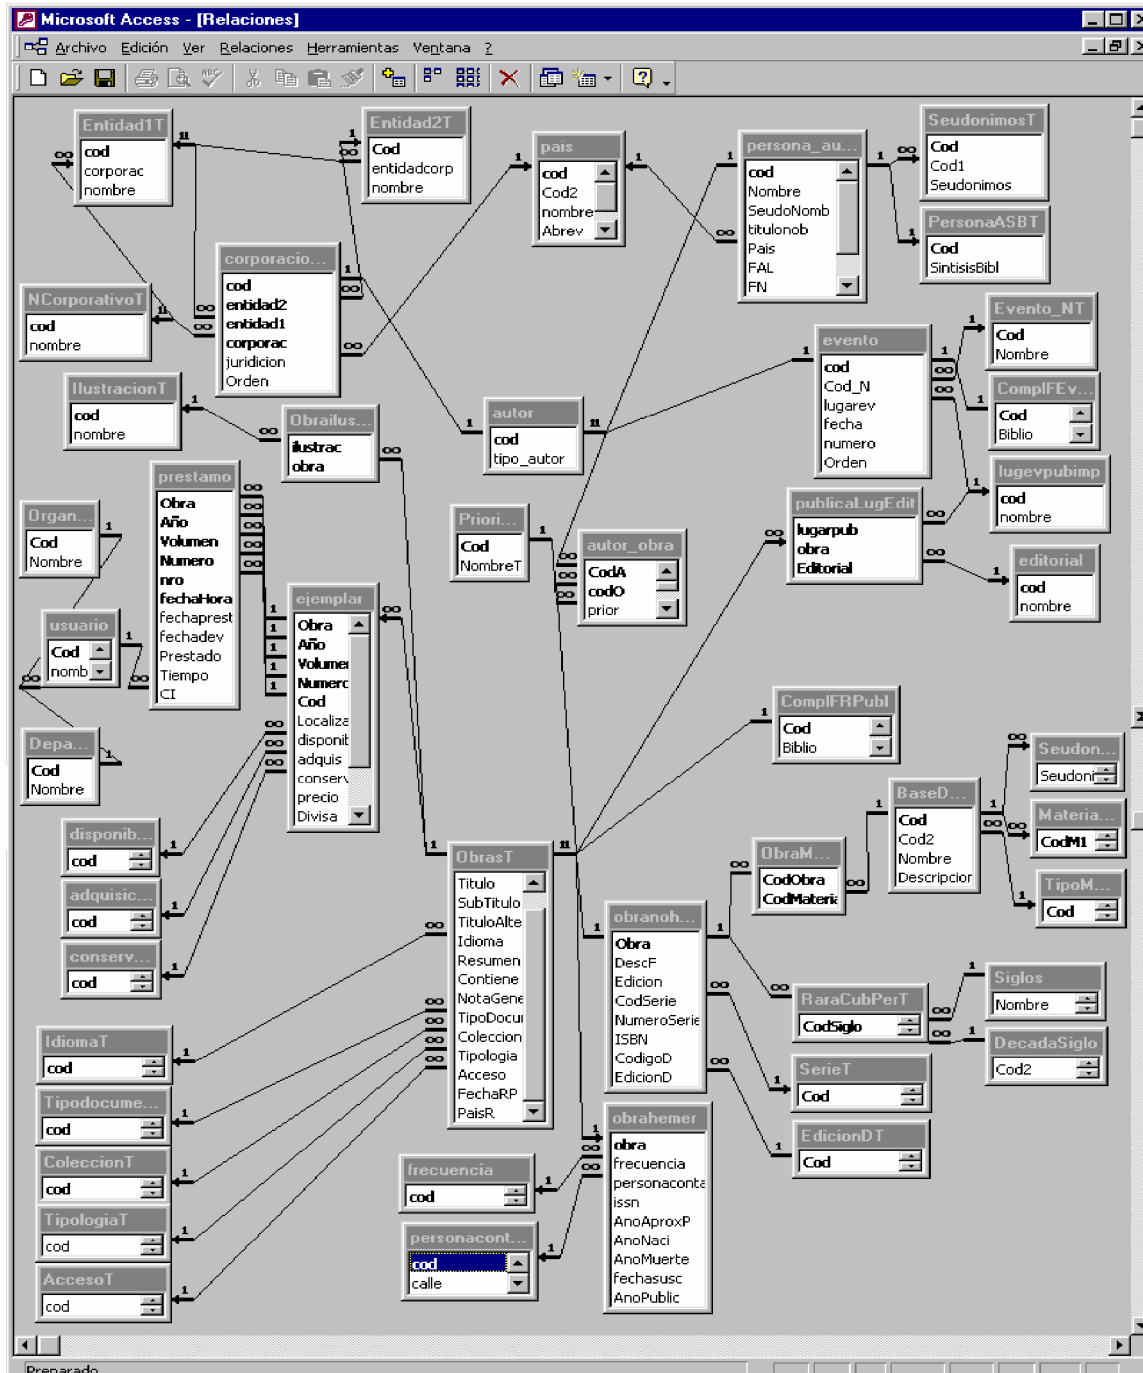 Microsoft Access - [Relaciones]
Archivo Edición Ver Relaciones Herramientas Ventana ?
Entidad1T
cod
corporac
nombre
Entidad2T
Cod
entidadcorp
nombre
pais
cod
Cod2
nombre
Abrev
persona_au...
cod
Nombre
SeudoNomb
titulonob
Pais
FAL
FN
SeudonimosT
Cod
Cod1
Seudonimos
PersonaASBT
Cod
SintisisBibl
corporacio...
cod
entidad2
entidad1
corporac
juridicion
Orden
NCorporativoT
cod
nombre
IlustracionT
cod
nombre
Obrailus...
ilustrac
obra
autor
cod
tipo_autor
evento
cod
Cod_N
lugarev
fecha
numero
Orden
Evento_NT
Cod
Nombre
ComplFEv...
Cod
Biblio
lugevpubimp
cod
nombre
publicaLugEdit
lugarpub
obra
Editorial
editorial
cod
nombre
prestamo
Obra
Año
Volumen
Numero
nro
fechaHora
fechaprest
fechadev
Prestado
Tiempo
CI
Organ...
Cod
Nombre
usuario
Cod
nomb
Depa...
Cod
Nombre
Priori...
Cod
NombreT
autor_obra
CodA
codO
prior
ejemplar
Obra
Año
Volumen
Numero
Cod
Localiza
disponib
adquis
conserv
precio
Divisa
ComplFRPubl
Cod
Biblio
disponib...
cod
adquisic...
cod
conserv...
cod
ObrasT
Titulo
SubTitulo
TituloAlte
Idioma
Resumen
Contiene
NotaGene
TipoDocu
Coleccion
Tipologia
Acceso
FechaRP
PaisR
ObraM...
CodObra
CodMateria
BaseD...
Cod
Cod2
Nombre
Descripcion
Seudon...
Seudoni
Materia...
CodM1
TipoM...
Cod
obranoh...
Obra
DescF
Edicion
CodSerie
NumeroSerie
ISBN
CodigoD
EdicionD
RaraCubPerT
CodSiglo
Siglos
Nombre
DecadaSiglo
Cod2
SerieT
Cod
EdicionDT
Cod
IdiomaT
cod
Tipodocume...
cod
ColeccionT
cod
TipologiaT
cod
AccesoT
cod
frecuencia
cod
personacont...
cod
calle
obrahemer
obra
frecuencia
personaconta
issn
AnoAproxP
AnoNaci
AnoMuerte
fechasusc
AnoPublic
Preparado